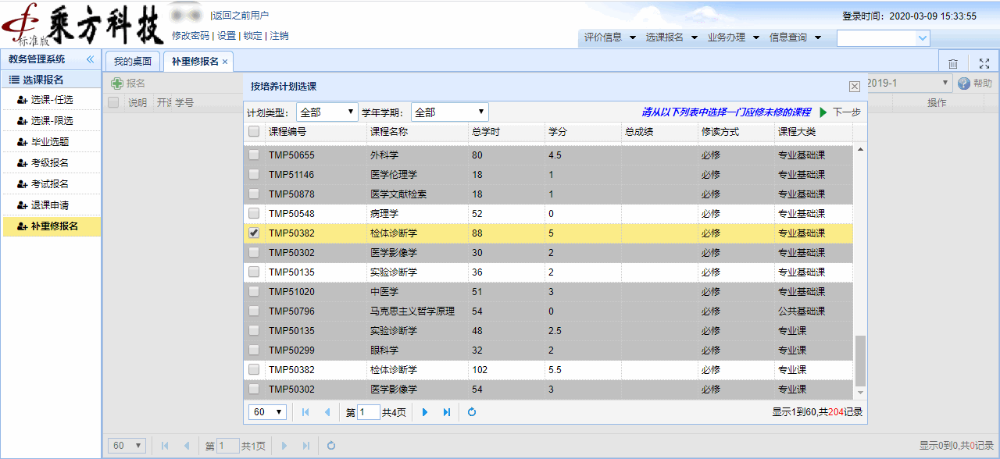 乘方科技
标准版
|返回之前用户
修改密码 | 设置 | 锁定 | 注销
登录时间：2020-03-09 15:33:55
评价信息 选课报名 业务办理 信息查询
教务管理系统
我的桌面 补重修报名 ×
选课报名
选课-任选
选课-限选
毕业选题
考级报名
考试报名
退课申请
补重修报名
报名
2019-1 帮助
说明 开课 学号 操作
按培养计划选课
计划类型： 全部 学年学期： 全部 请从以下列表中选择一门应修未修的课程 下一步
课程编号 课程名称 总学时 学分 总成绩 修读方式 课程大类
TMP50655 外科学 80 4.5 必修 专业基础课
TMP51146 医学伦理学 18 1 必修 专业基础课
TMP50878 医学文献检索 18 1 必修 专业基础课
TMP50548 病理学 52 0 必修 专业基础课
TMP50382 检体诊断学 88 5 必修 专业基础课
TMP50302 医学影像学 30 2 必修 专业基础课
TMP50135 实验诊断学 36 2 必修 专业基础课
TMP51020 中医学 51 3 必修 专业基础课
TMP50796 马克思主义哲学原理 54 0 必修 公共基础课
TMP50135 实验诊断学 48 2.5 必修 专业课
TMP50299 眼科学 32 2 必修 专业课
TMP50382 检体诊断学 102 5.5 必修 专业课
TMP50302 医学影像学 54 3 必修 专业课
60 第 1 共4页 显示1到60,共204记录
60 第 1 共1页 显示0到0,共0记录